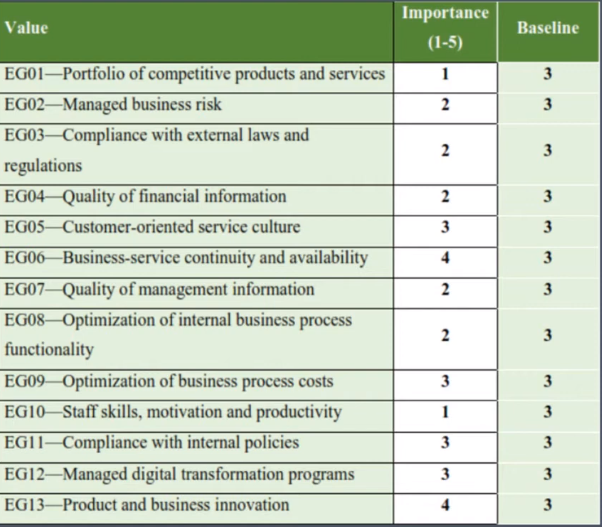 Value Importance (1-5) Baseline
EG01—Portfolio of competitive products and services 1 3
EG02—Managed business risk 2 3
EG03—Compliance with external laws and
regulations 2 3
EG04—Quality of financial information 2 3
EG05—Customer-oriented service culture 3 3
EG06—Business-service continuity and availability 4 3
EG07—Quality of management information 2 3
EG08—Optimization of internal business process
functionality 2 3
EG09—Optimization of business process costs 3 3
EG10—Staff skills, motivation and productivity 1 3
EG11—Compliance with internal policies 3 3
EG12—Managed digital transformation programs 3 3
EG13—Product and business innovation 4 3